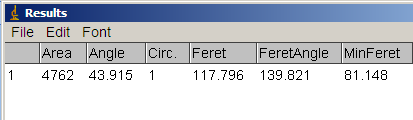 Results
File Edit Font
Area Angle Circ. Feret FeretAngle MinFeret
1 4762 43.915 1 117.796 139.821 81.148